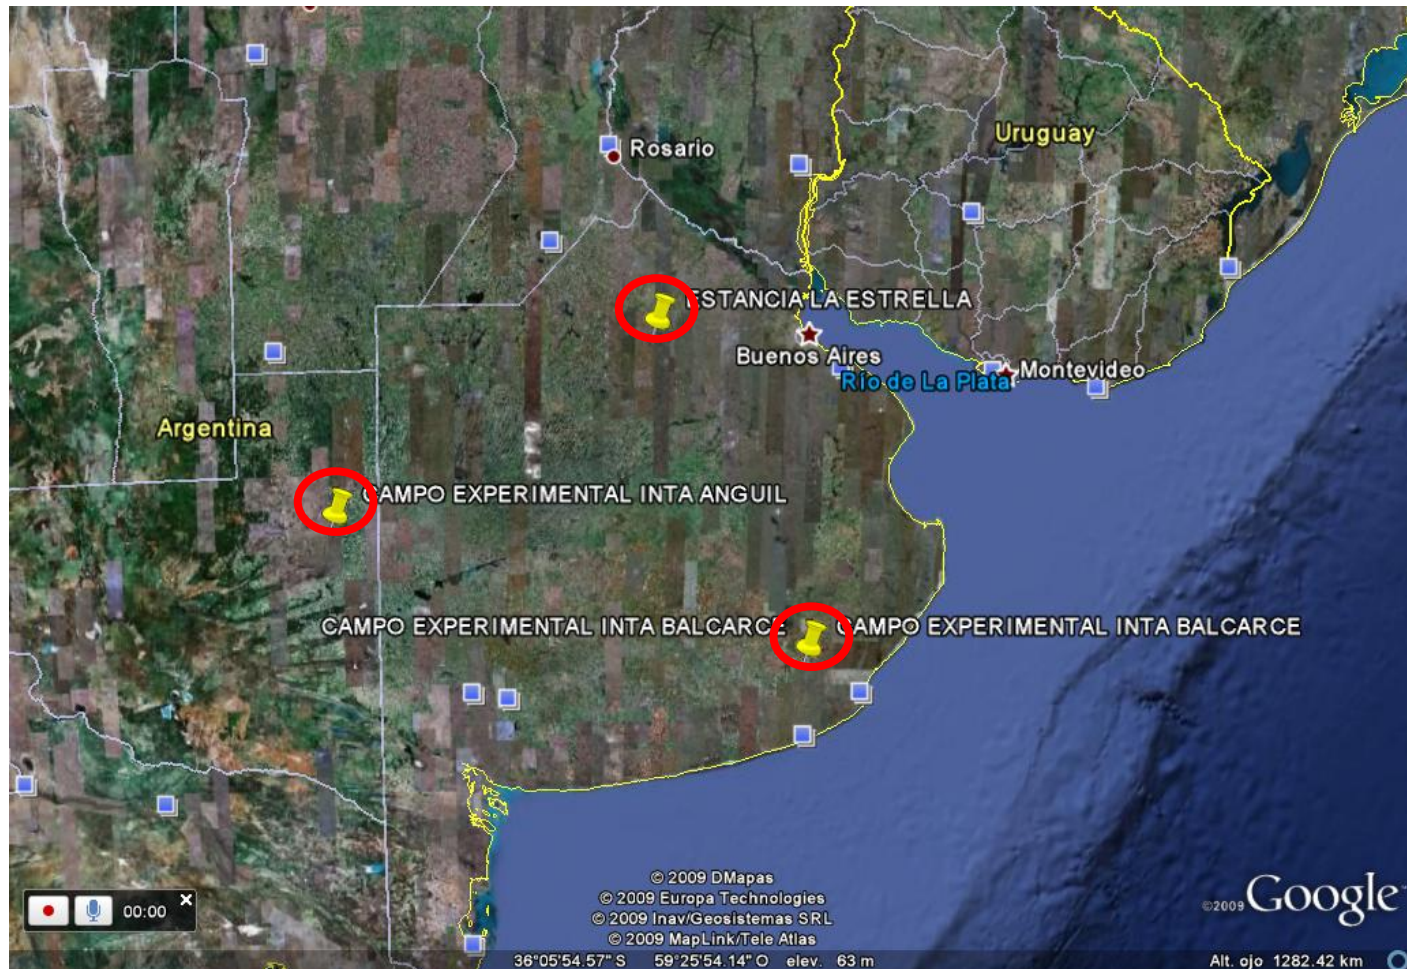 Uruguay
Rosario
ESTANCIA LA ESTRELLA
Buenos Aires
Montevideo
Río de La Plata
Argentina
CAMPO EXPERIMENTAL INTA ANGUIL
CAMPO EXPERIMENTAL INTA BALCARCE
CAMPO EXPERIMENTAL INTA BALCARCE
© 2009 DMapas
© 2009 Europa Technologies
© 2009 Inav/Geosistemas SRL
© 2009 MapLink/Tele Atlas
©2009 Google
00:00
36°05'54.57" S 59°25'54.14" O elev. 63 m
Alt. ojo 1282.42 km